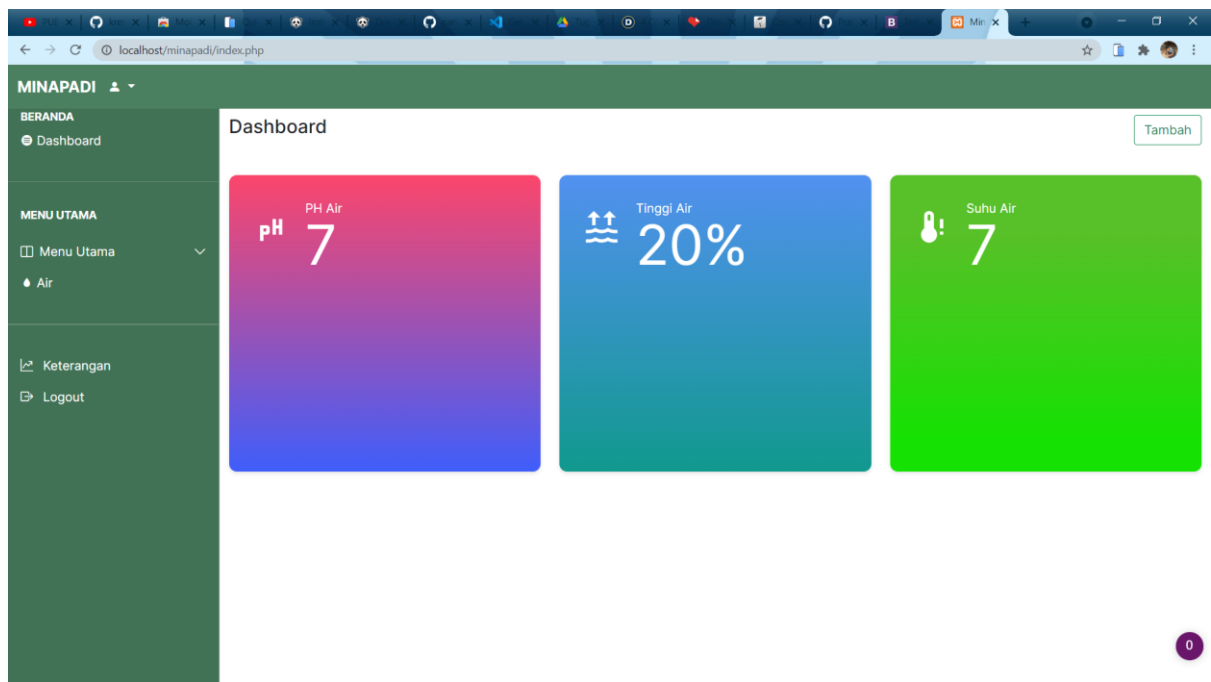 Min
localhost/minapadi/index.php
MINAPADI
BERANDA
Dashboard
MENU UTAMA
Menu Utama
Air
Keterangan
Logout
Dashboard
Tambah
pH
PH Air
7
Tinggi Air
20%
Suhu Air
7
0